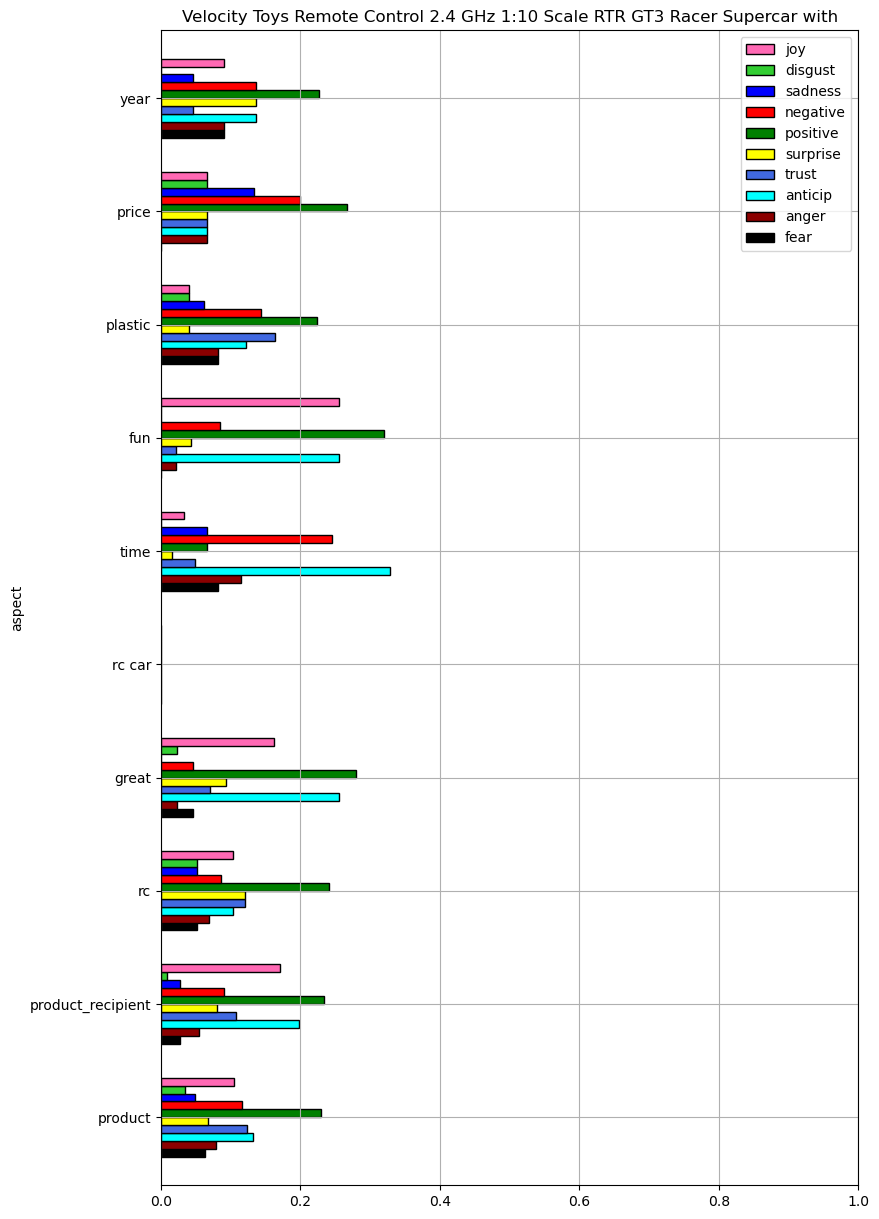 Velocity Toys Remote Control 2.4 GHz 1:10 Scale RTR GT3 Racer Supercar with
joy
disgust
sadness
negative
positive
surprise
trust
anticip
anger
fear
year
price
plastic
fun
time
rc car
great
rc
product_recipient
product
aspect
0.0 0.2 0.4 0.6 0.8 1.0